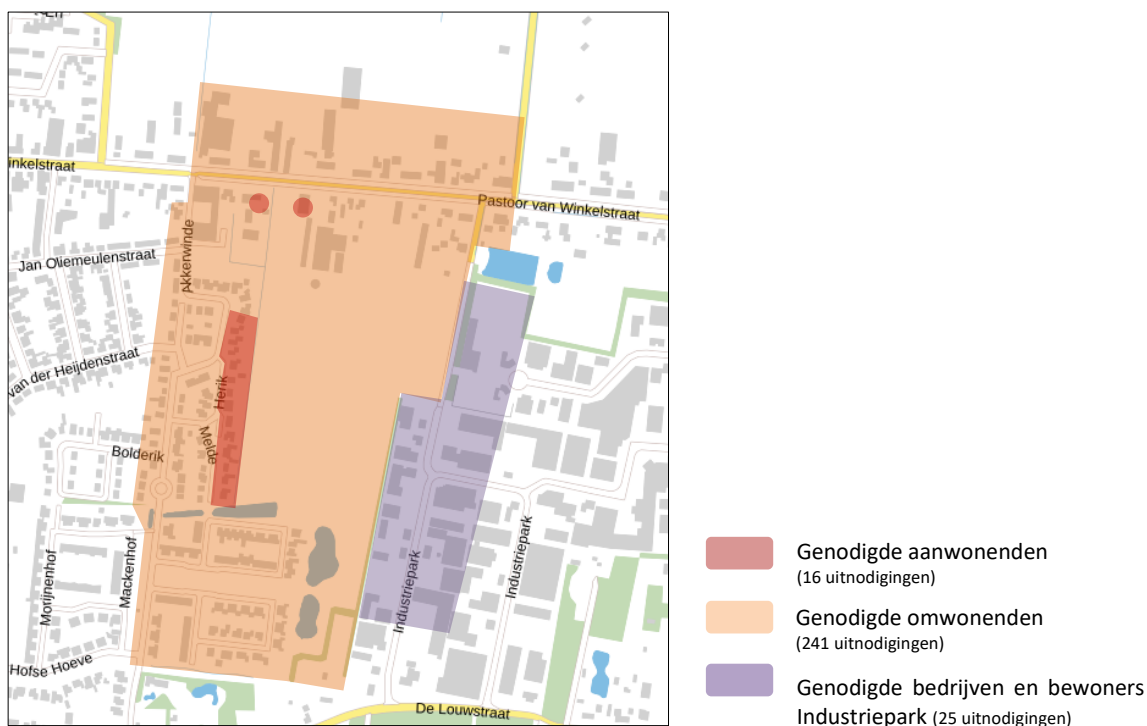 inkelstraat
Pastoor van Winkelstraat
Akkerwinde
Jan Oliemeulenstraat
van der Heijdenstraat
Herik
Melde
Bolderik
Morijnenhof
Mackenhof
Industriepark
Industriepark
Hofse Hoeve
De Louwstraat
Genodigde aanwonenden
(16 uitnodigingen)
Genodigde omwonenden
(241 uitnodigingen)
Genodigde bedrijven en bewoners
Industriepark (25 uitnodigingen)